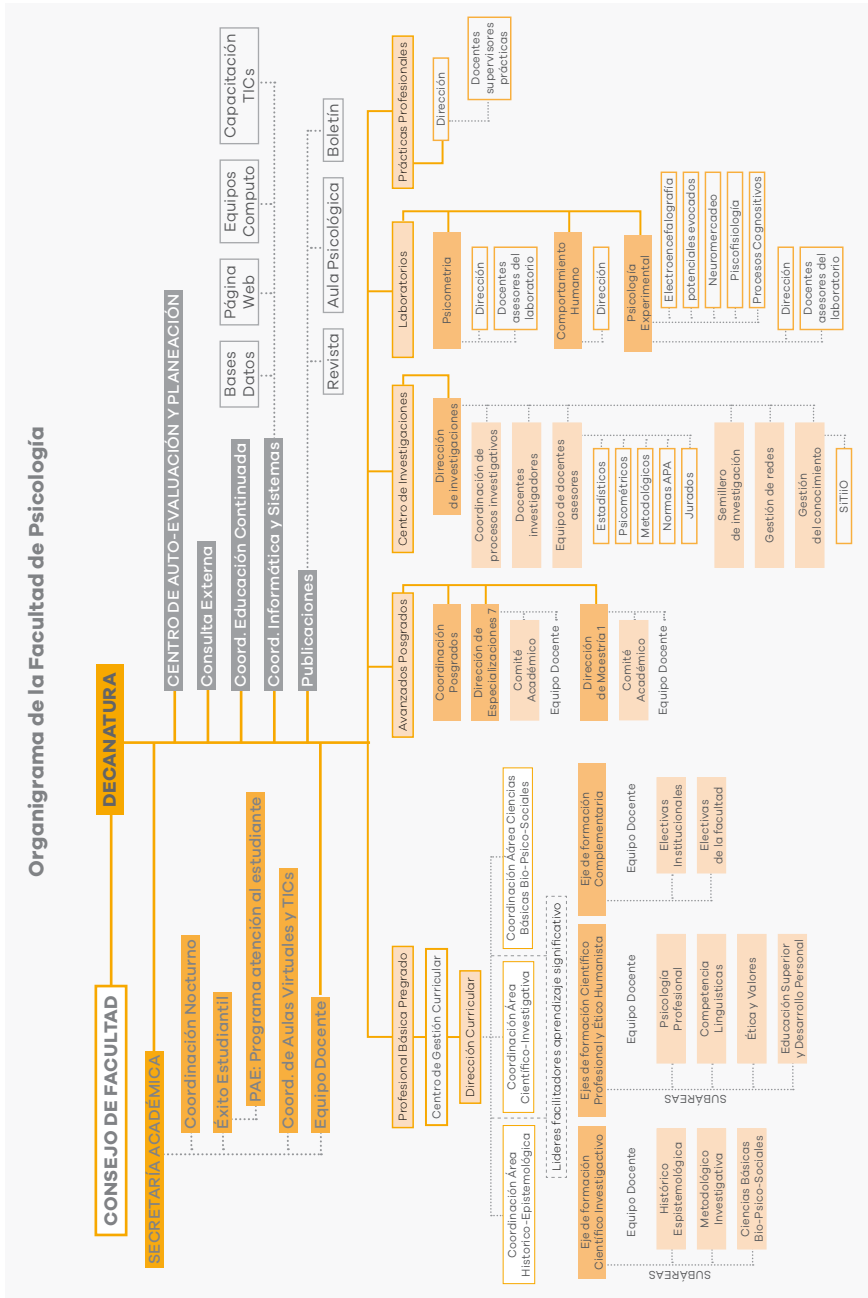 Organigrama de la Facultad de Psicología
CONSEJO DE FACULTAD
DECANATURA
SECRETARÍA ACADÉMICA
Coordinación Nocturno
Exito Estudiantil
PAE: Programa atención al estudiante
Coord. de Aulas Virtuales y TICs
Equipo Docente
CENTRO DE AUTO-EVALUACIÓN Y PLANEACIÓN
Consulta Externa
Coord. Educación Continuada
Coord. Informática y Sistemas
Bases
Datos
Página
Web
Equipos
Computo
Capacitación
TICs
Publicaciones
Revista
Aula Psicológica
Boletín
Profesional Básica Pregrado
Centro de Gestión Curricular
Dirección Curricular
Coordinación Área
Historico-Epistemológica
Coordinación Área
Científico-Investigativa
Coordinación Aárea Ciencias
Básicas Bio-Psico-Sociales
Lideres facilitadores aprendizaje significativo
Eje de formación
Científico Investigactivo
Equipo Docente
Histórico
Espistemológica
Metodológico
Investigativa
Ciencias Básicas
Bio-Psico-Sociales
SUBÁREAS
Ejes de formación Científico
Profesional y Ético Humanista
Equipo Docente
Psicología
Profesional
Competencia
Linguisticas
Ética y Valores
Educación Superior
y Desarrollo Personal
SUBÁREAS
Eje de formación
Complementaria
Equipo Docente
Electivas
Institucionales
Electivas
de la facultad
Avanzados Posgrados
Coordinación
Posgrados
Dirección de
Especializaciones 7
Comité
Académico
Equipo Docente
Dirección
de Maestría 1
Comité
Académico
Equipo Docente
Centro de Investigaciones
Dirección
de investigaciones
Coordinación de
procesos investigativos
Docentes
investigadores
Equipo de docentes
asesores
Estadísticos
Psicométricos
Metodológicos
Normas APA
Jurados
Semillero
de investigación
Gestión de redes
Gestión
del conocimiento
SiTiiO
Laboratorios
Psicometria
Dirección
Docentes
asesores del
laboratorio
Comportamiento
Humano
Dirección
Psicología
Experimental
Electroencefalografía
potenciales evocados
Neuromercadeo
PIscofisiología
Procesos Cognositivos
Dirección
Docentes
asesores del
laboratorio
Prácticas Profesionales
Dirección
Docentes
supervisores
prácticas